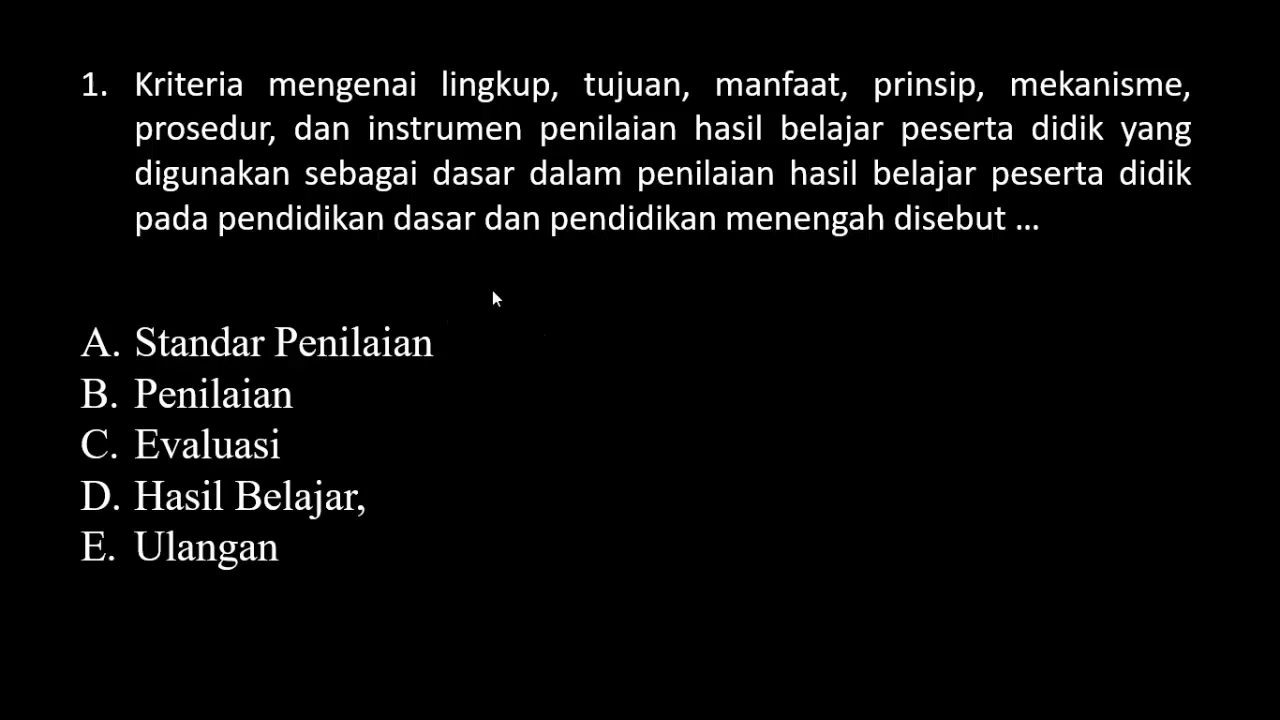 1. Kriteria mengenai lingkup, tujuan, manfaat, prinsip, mekanisme,
prosedur, dan instrumen penilaian hasil belajar peserta didik yang
digunakan sebagai dasar dalam penilaian hasil belajar peserta didik
pada pendidikan dasar dan pendidikan menengah disebut ...
A. Standar Penilaian
B. Penilaian
C. Evaluasi
D. Hasil Belajar,
E. Ulangan